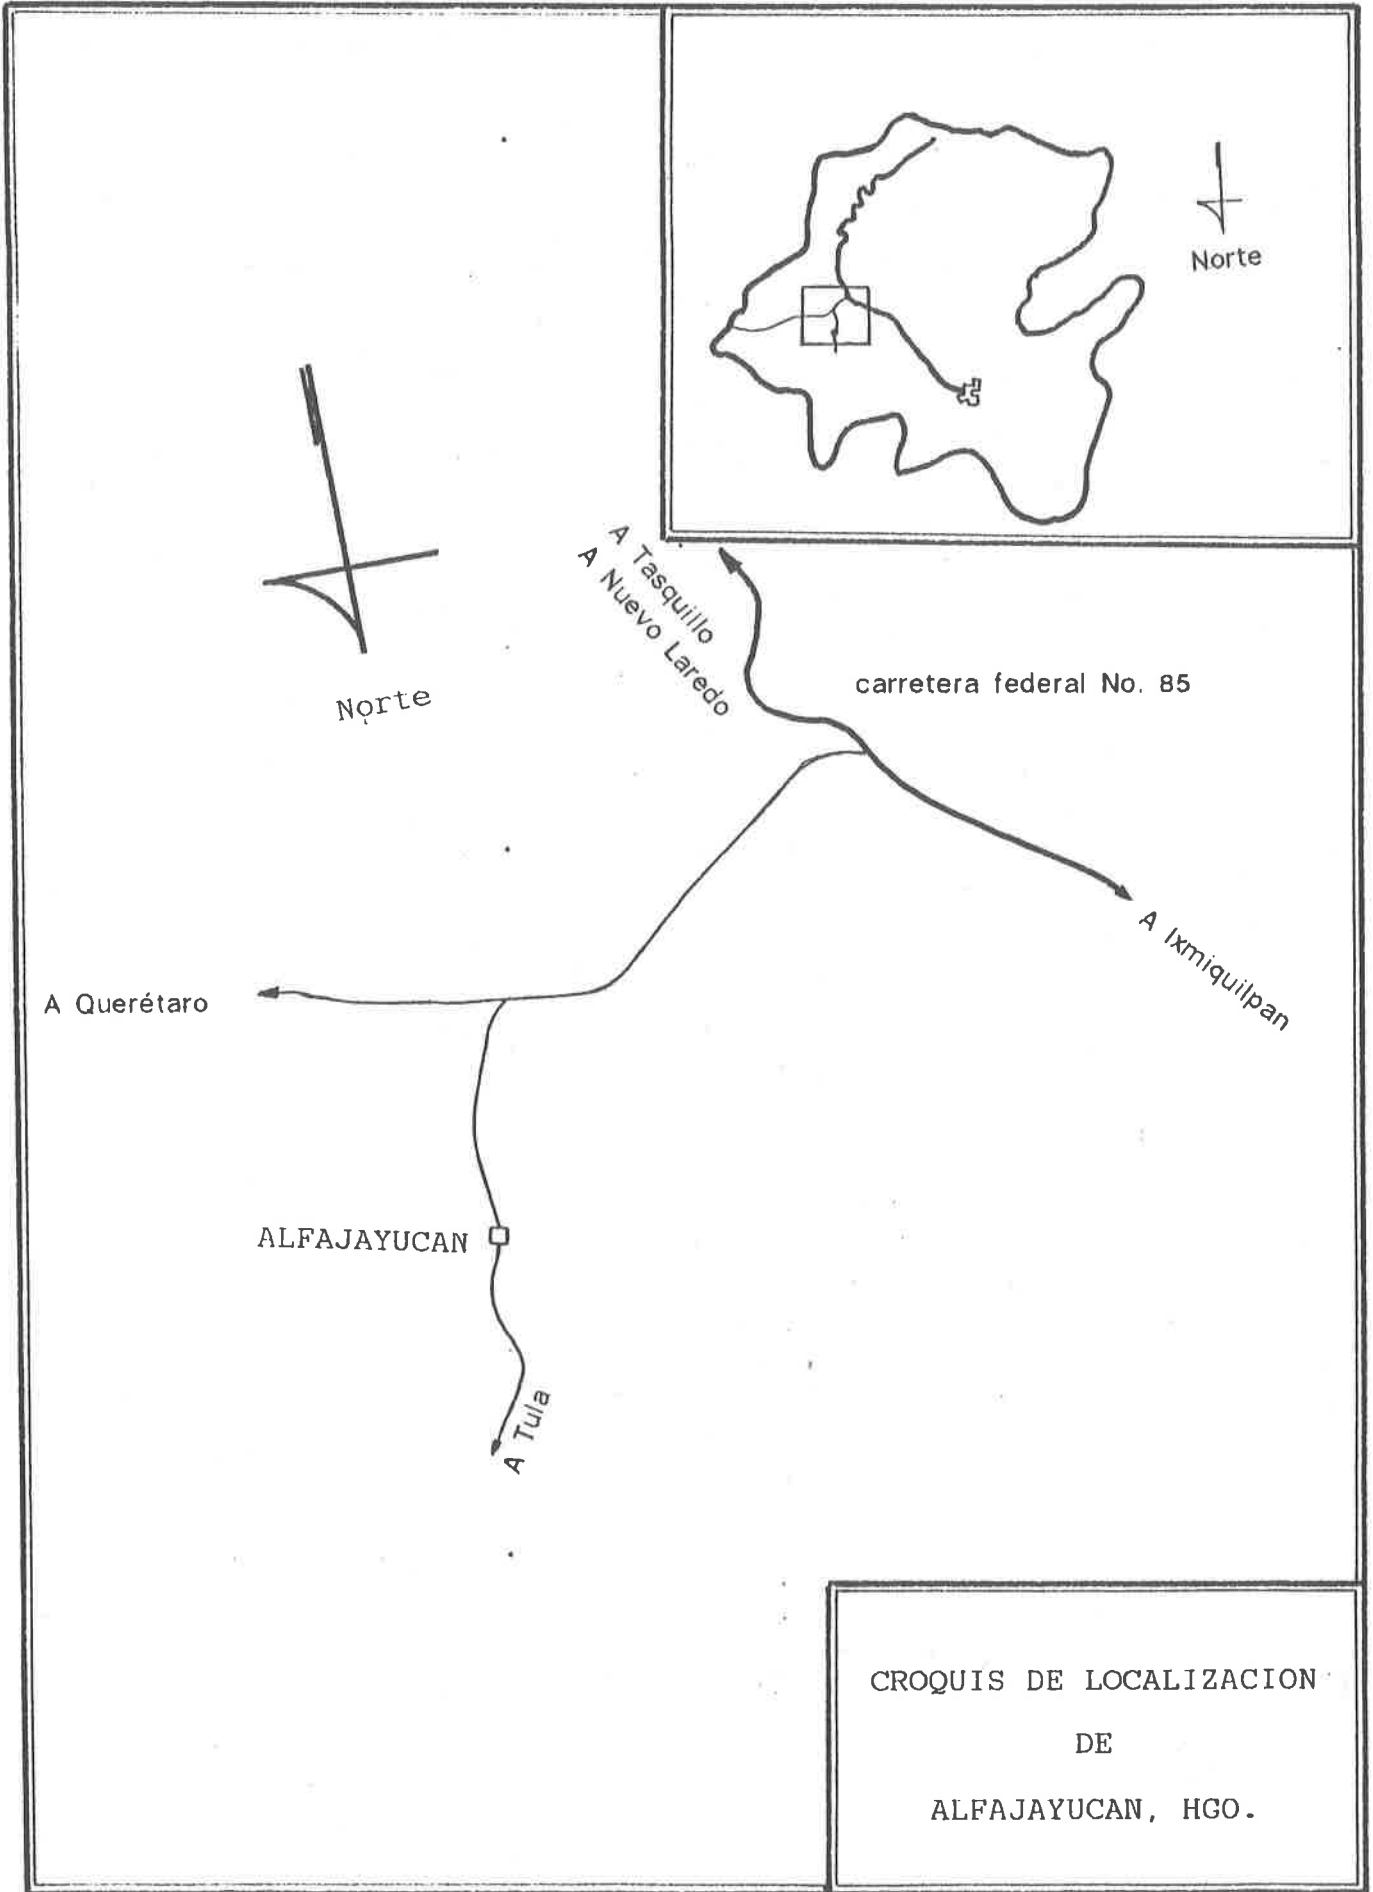 Norte
A Tasquillo
A Nuevo Laredo
carretera federal No. 85
Norte
A Ixmiquilpan
A Querétaro
ALFAJAYUCAN
A Tula
CROQUIS DE LOCALIZACION
DE
ALFAJAYUCAN, HGO.